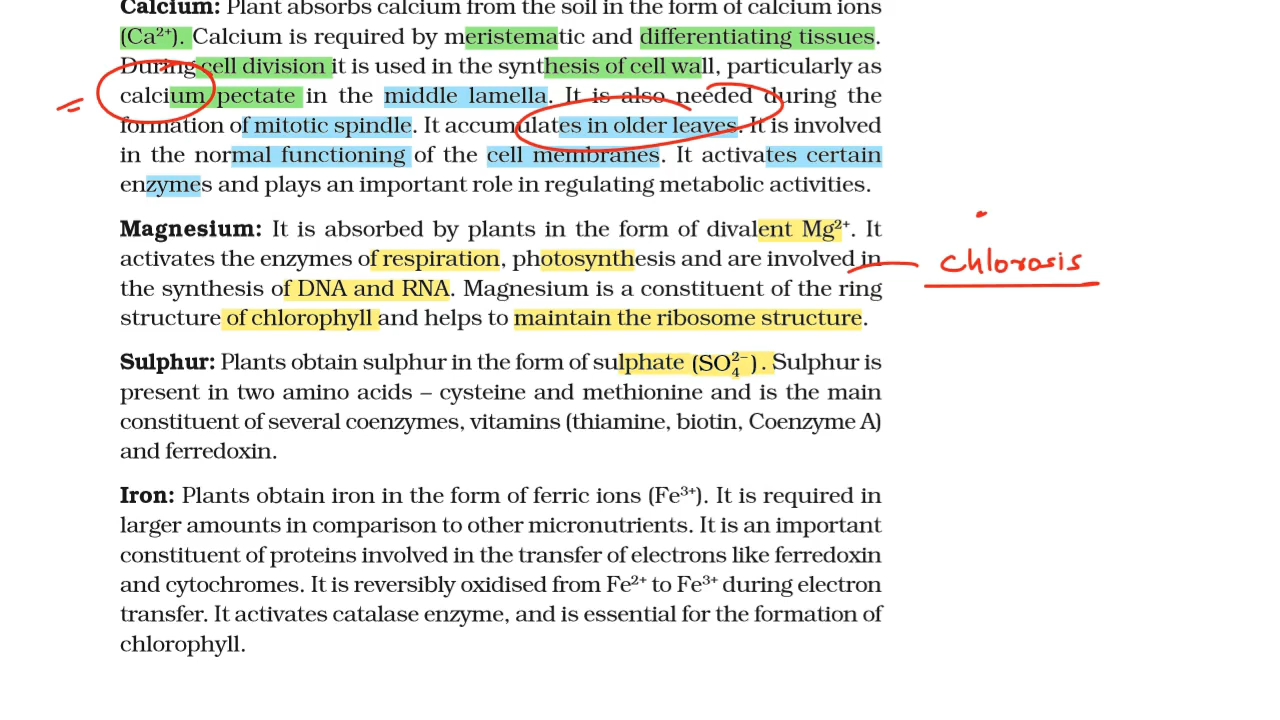 Calcium: Plant absorbs calcium from the soil in the form of calcium ions
(Ca²⁺). Calcium is required by meristematic and differentiating tissues.
During cell division it is used in the synthesis of cell wall, particularly as
calcium pectate in the middle lamella. It is also needed during the
formation of mitotic spindle. It accumulates in older leaves. It is involved
in the normal functioning of the cell membranes. It activates certain
enzymes and plays an important role in regulating metabolic activities.
Magnesium: It is absorbed by plants in the form of divalent Mg²⁺. It
activates the enzymes of respiration, photosynthesis and are involved in
the synthesis of DNA and RNA. Magnesium is a constituent of the ring
structure of chlorophyll and helps to maintain the ribosome structure.
chlorosis
Sulphur: Plants obtain sulphur in the form of sulphate (SO₄²⁻). Sulphur is
present in two amino acids – cysteine and methionine and is the main
constituent of several coenzymes, vitamins (thiamine, biotin, Coenzyme A)
and ferredoxin.
Iron: Plants obtain iron in the form of ferric ions (Fe³⁺). It is required in
larger amounts in comparison to other micronutrients. It is an important
constituent of proteins involved in the transfer of electrons like ferredoxin
and cytochromes. It is reversibly oxidised from Fe²⁺ to Fe³⁺ during electron
transfer. It activates catalase enzyme, and is essential for the formation of
chlorophyll.